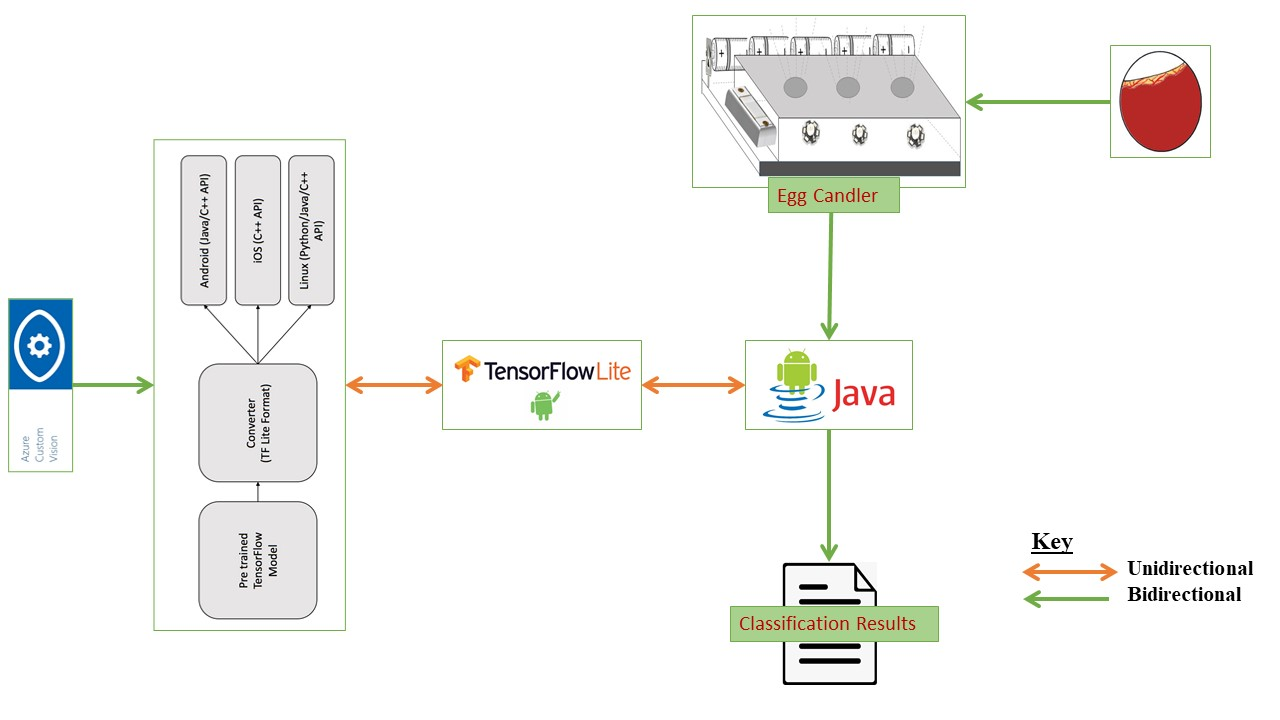 Egg Candler
Android (Java/C++ API)
iOS (C++ API)
Linux (Python/Java/C++
API)
Azure
Custom
Vision
Converter
(TF Lite Format)
Pre trained
TensorFlow
Model
TensorFlow Lite
Java
Classification Results
Key
Unidirectional
Bidirectional